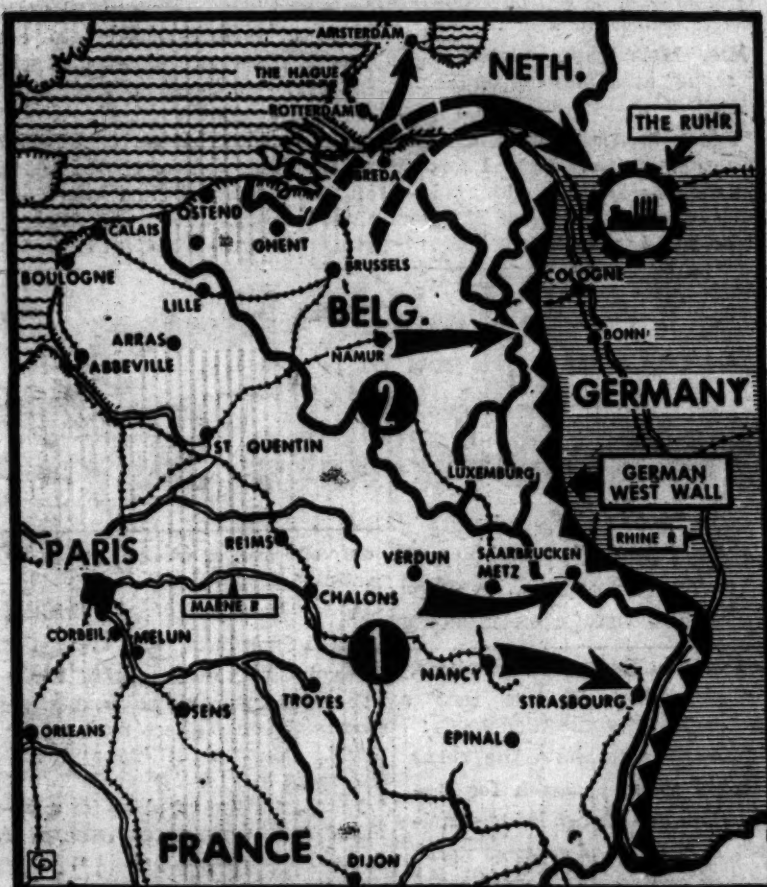 AMSTERDAM
NETH.
THE HAGUE
ROTTERDAM
THE RUHR
BREDA
OSTEND
GHENT
CALAIS
BRUSSELS
BOULOGNE
COLOGNE
LILLE
BELG.
ARRAS
NAMUR
BONN
ABBEVILLE
GERMANY
2
ST QUENTIN
LUXEMBURG
GERMAN
WEST WALL
REIMS
RHINE R
PARIS
VERDUN
SAARBRUCKEN
METZ
CHALONS
MARNE R
CORBEIL
MELUN
1
NANCY
STRASBOURG
TROYES
SENS
ORLEANS
EPINAL
FRANCE
DIJON
CP